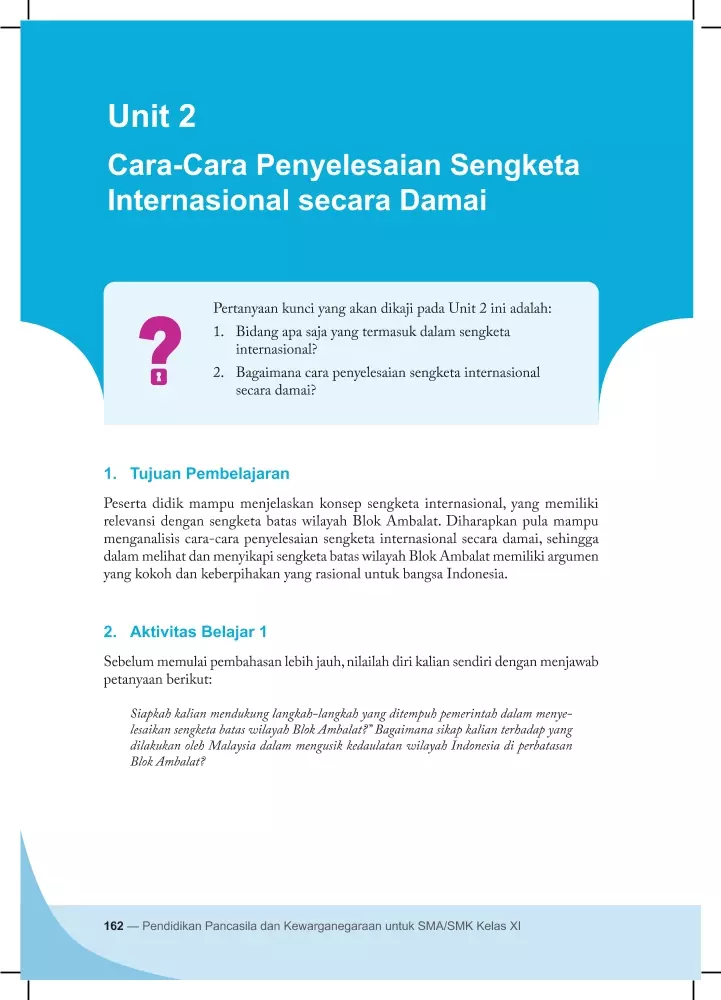 Unit 2
Cara-Cara Penyelesaian Sengketa
Internasional secara Damai
Pertanyaan kunci yang akan dikaji pada Unit 2 ini adalah:
1. Bidang apa saja yang termasuk dalam sengketa
internasional?
2. Bagaimana cara penyelesaian sengketa internasional
secara damai?
1. Tujuan Pembelajaran
Peserta didik mampu menjelaskan konsep sengketa internasional, yang memiliki
relevansi dengan sengketa batas wilayah Blok Ambalat. Diharapkan pula mampu
menganalisis cara-cara penyelesaian sengketa internasional secara damai, sehingga
dalam melihat dan menyikapi sengketa batas wilayah Blok Ambalat memiliki argumen
yang kokoh dan keberpihakan yang rasional untuk bangsa Indonesia.
2. Aktivitas Belajar 1
Sebelum memulai pembahasan lebih jauh, nilailah diri kalian sendiri dengan menjawab
petanyaan berikut:
Siapkah kalian mendukung langkah-langkah yang ditempuh pemerintah dalam menye-
lesaikan sengketa batas wilayah Blok Ambalat?" Bagaimana sikap kalian terhadap yang
dilakukan oleh Malaysia dalam mengusik kedaulatan wilayah Indonesia di perbatasan
Blok Ambalat?
162 — Pendidikan Pancasila dan Kewarganegaraan untuk SMA/SMK Kelas XI